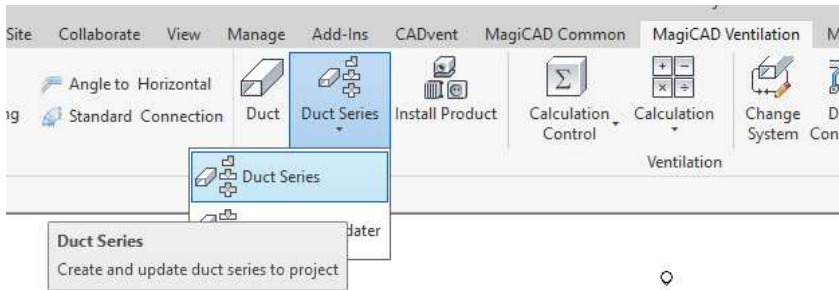 Site Collaborate View Manage Add-Ins CADvent MagiCAD Common MagiCAD Ventilation M
Angle to Horizontal
ng Standard Connection Duct Duct Series Install Product Calculation Calculation Change D
Control System Con
Ventilation
Duct Series
dater
Duct Series
Create and update duct series to project